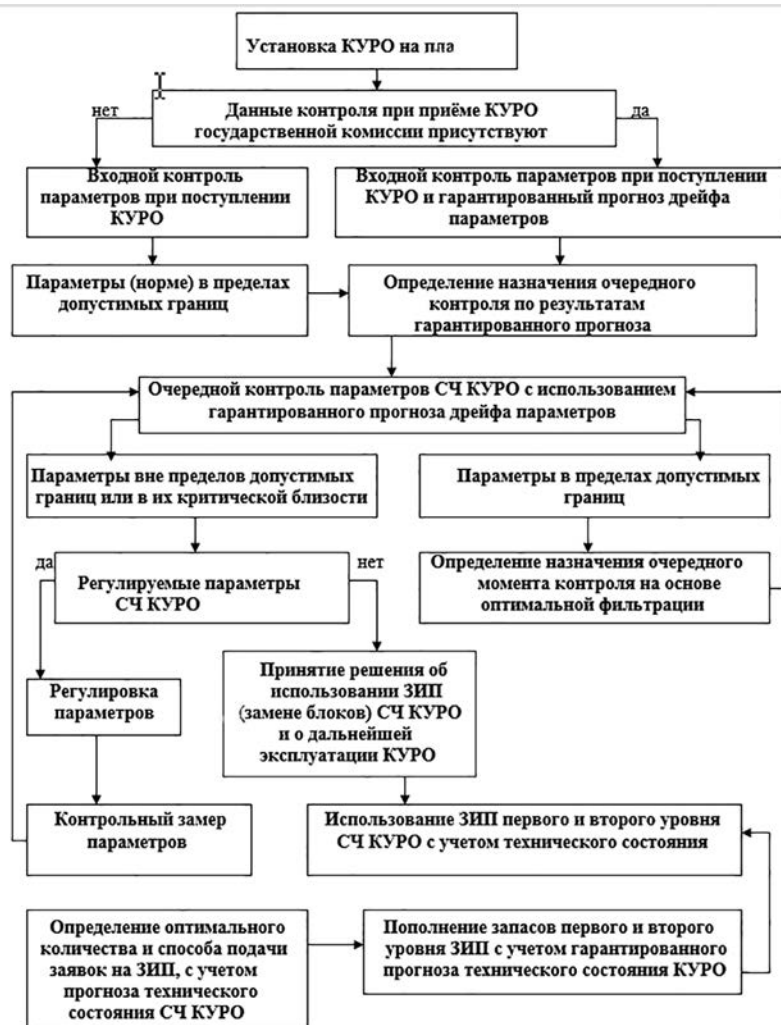 Установка КУРО на пла
нет
Данные контроля при приёме КУРО
государственной комиссии присутствуют
да
Входной контроль
параметров при поступлении
КУРО
Входной контроль параметров при поступлении
КУРО и гарантированный прогноз дрейфа
параметров
Параметры (норме) в пределах
допустимых границ
Определение назначения очередного
контроля по результатам
гарантированного прогноза
Очередной контроль параметров СЧ КУРО с использованием
гарантированного прогноза дрейфа параметров
Параметры вне пределов допустимых
границ или в их критической близости
Параметры в пределах допустимых
границ
да
Регулируемые параметры
СЧ КУРО
нет
Определение назначения очередного
момента контроля на основе
оптимальной фильтрации
Регулировка
параметров
Принятие решения об
использовании ЗИП
(замене блоков) СЧ КУРО
и о дальнейшей
эксплуатации КУРО
Контрольный замер
параметров
Использование ЗИП первого и второго уровня
СЧ КУРО с учетом технического состояния
Определение оптимального
количества и способа подачи
заявок на ЗИП, с учетом
прогноза технического
состояния СЧ КУРО
Пополнение запасов первого и второго
уровня ЗИП с учетом гарантированного
прогноза технического состояния КУРО